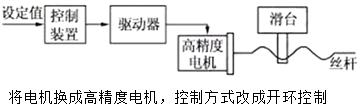 设定值
控制
装置
驱动器
高精度
电机
滑台
丝杆
将电机换成高精度电机，控制方式改成开环控制